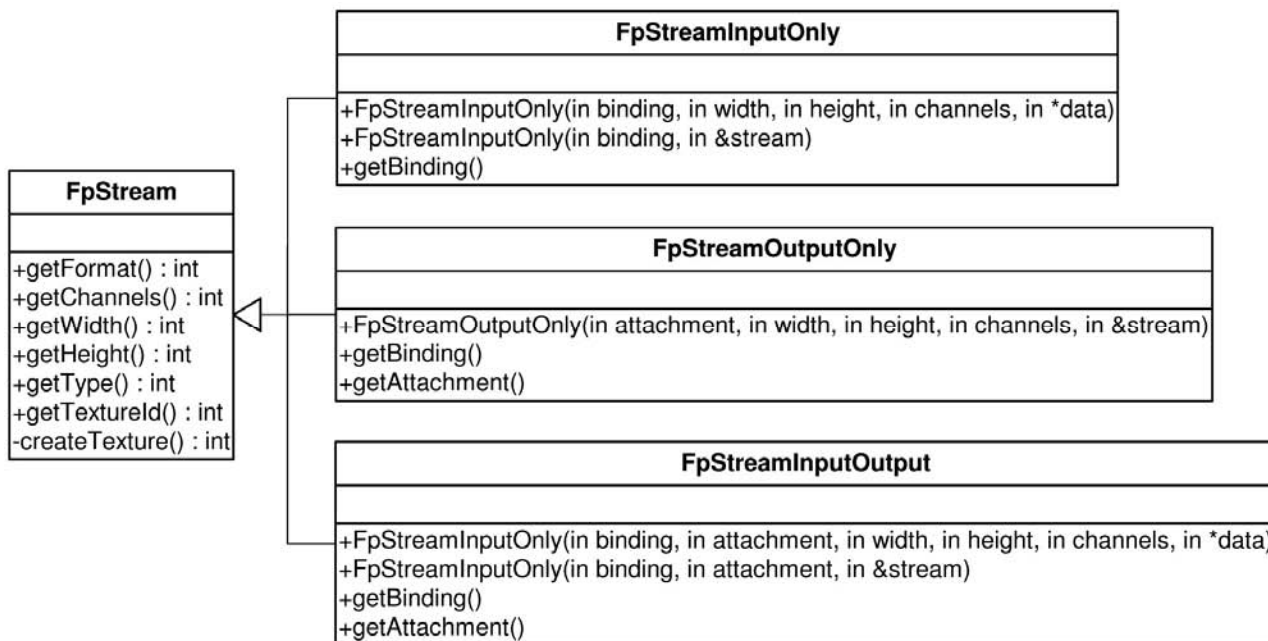 FpStreamInputOnly
+FpStreamInputOnly(in binding, in width, in height, in channels, in *data)
+FpStreamInputOnly(in binding, in &stream)
+getBinding()
FpStream
+getFormat() : int
+getChannels() : int
+getWidth() : int
+getHeight() : int
+getType() : int
+getTextureId() : int
-createTexture() : int
FpStreamOutputOnly
+FpStreamOutputOnly(in attachment, in width, in height, in channels, in &stream)
+getBinding()
+getAttachment()
FpStreamInputOutput
+FpStreamInputOnly(in binding, in attachment, in width, in height, in channels, in *data)
+FpStreamInputOnly(in binding, in attachment, in &stream)
+getBinding()
+getAttachment()